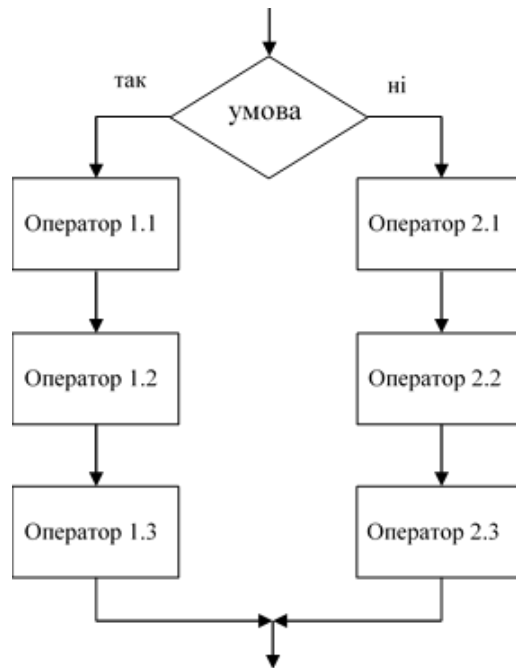 так
умова
ні
Оператор 1.1
Оператор 2.1
Оператор 1.2
Оператор 2.2
Оператор 1.3
Оператор 2.3